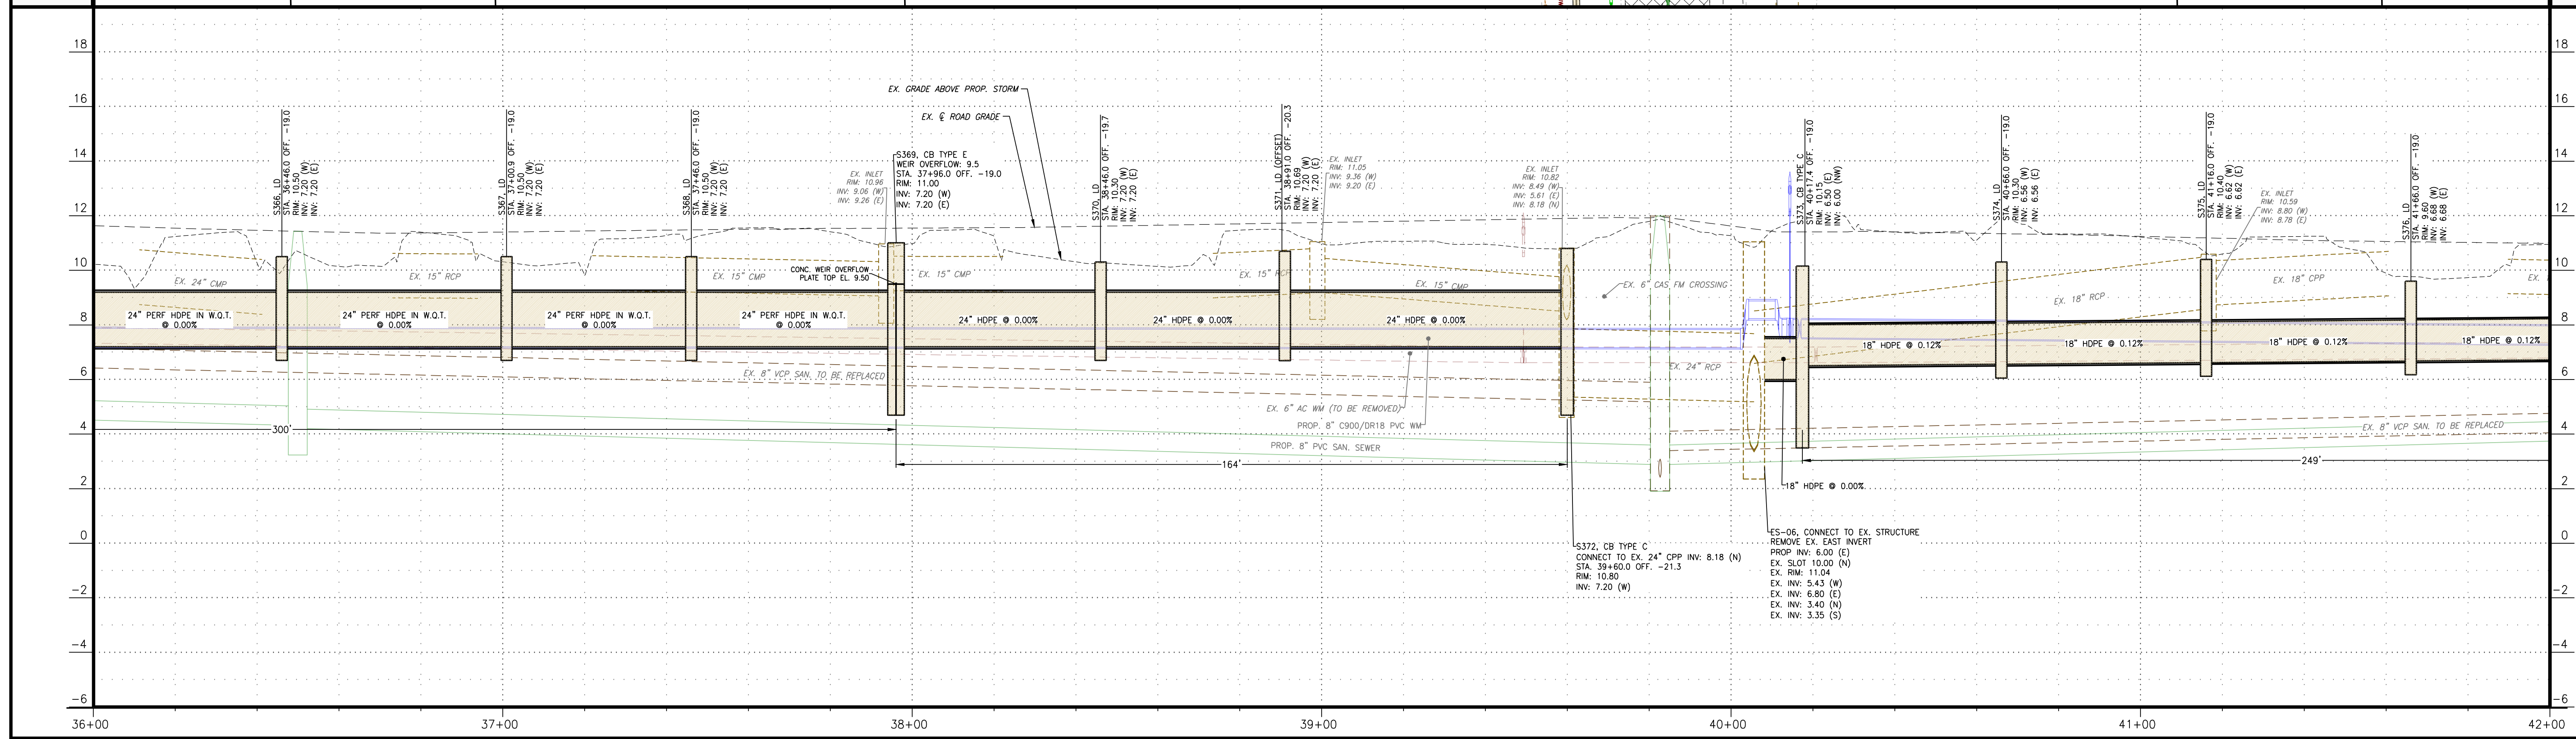 18
16
14
12
10
8
6
4
2
0
-2
-4
-6
S366, LD
STA. 36+46.0 OFF. -19.0
RIM: 10.50
INV: 7.20 (W)
INV: 7.20 (E)
S367, LD
STA. 37+00.9 OFF. -19.0
RIM: 10.50
INV: 7.20 (W)
INV: 7.20 (E)
S368, LD
STA. 37+46.0 OFF. -19.0
RIM: 10.50
INV: 7.20 (W)
INV: 7.20 (E)
EX. INLET
RIM: 10.96
INV: 9.06 (W)
INV: 9.26 (E)
S369, CB TYPE E
WEIR OVERFLOW: 9.5
STA. 37+96.0 OFF. -19.0
RIM: 11.00
INV: 7.20 (W)
INV: 7.20 (E)
EX. GRADE ABOVE PROP. STORM
EX. ℄ ROAD GRADE
S370, LD
STA. 38+46.0 OFF. -19.7
RIM: 10.30
INV: 7.20 (W)
INV: 7.20 (E)
S371, LD (OFFSET)
STA. 38+91.0 OFF. -20.3
RIM: 10.69
INV: 7.20 (W)
INV: 7.20 (E)
EX. INLET
RIM: 11.05
INV: 9.36 (W)
INV: 9.20 (E)
EX. INLET
RIM: 10.82
INV: 8.49 (W)
INV: 5.61 (E)
INV: 8.18 (N)
S373, CB TYPE C
STA. 40+17.4 OFF. -19.0
RIM: 10.15
INV: 6.50 (E)
INV: 6.00 (NW)
S374, LD
STA. 40+66.0 OFF. -19.0
RIM: 10.30
INV: 6.56 (W)
INV: 6.56 (E)
S375, LD
STA. 41+16.0 OFF. -19.0
RIM: 10.40
INV: 6.62 (W)
INV: 6.62 (E)
EX. INLET
RIM: 10.59
INV: 8.80 (W)
INV: 8.78 (E)
S376, LD
STA. 41+66.0 OFF. -19.0
RIM: 9.60
INV: 6.68 (W)
INV: 6.68 (E)
EX. 24" CMP
EX. 15" RCP
EX. 15" CMP
CONC. WEIR OVERFLOW
PLATE TOP EL. 9.50
EX. 15" CMP
EX. 15" RCP
EX. 15" CMP
EX. 6" CAS FM CROSSING
EX. 18" RCP
EX. 18" CPP
EX.
24" PERF HDPE IN W.Q.T.
@ 0.00%
24" PERF HDPE IN W.Q.T.
@ 0.00%
24" PERF HDPE IN W.Q.T.
@ 0.00%
24" PERF HDPE IN W.Q.T.
@ 0.00%
24" HDPE @ 0.00%
24" HDPE @ 0.00%
24" HDPE @ 0.00%
18" HDPE @ 0.12%
18" HDPE @ 0.12%
18" HDPE @ 0.12%
18" HDPE @ 0.12%
EX. 8" VCP SAN. TO BE REPLACED
EX. 24" RCP
EX. 6" AC WM (TO BE REMOVED)
PROP. 8" C900/DR18 PVC WM
PROP. 8" PVC SAN. SEWER
EX. 8" VCP SAN. TO BE REPLACED
300'
164'
249'
18" HDPE @ 0.00%
S372, CB TYPE C
CONNECT TO EX. 24" CPP INV: 8.18 (N)
STA. 39+60.0 OFF. -21.3
RIM: 10.80
INV: 7.20 (W)
ES-06, CONNECT TO EX. STRUCTURE
REMOVE EX. EAST INVERT
PROP INV: 6.00 (E)
EX. SLOT 10.00 (N)
EX. RIM: 11.04
EX. INV: 5.43 (W)
EX. INV: 6.80 (E)
EX. INV: 3.40 (N)
EX. INV: 3.35 (S)
18
16
14
12
10
8
6
4
2
0
-2
-4
-6
36+00
37+00
38+00
39+00
40+00
41+00
42+00